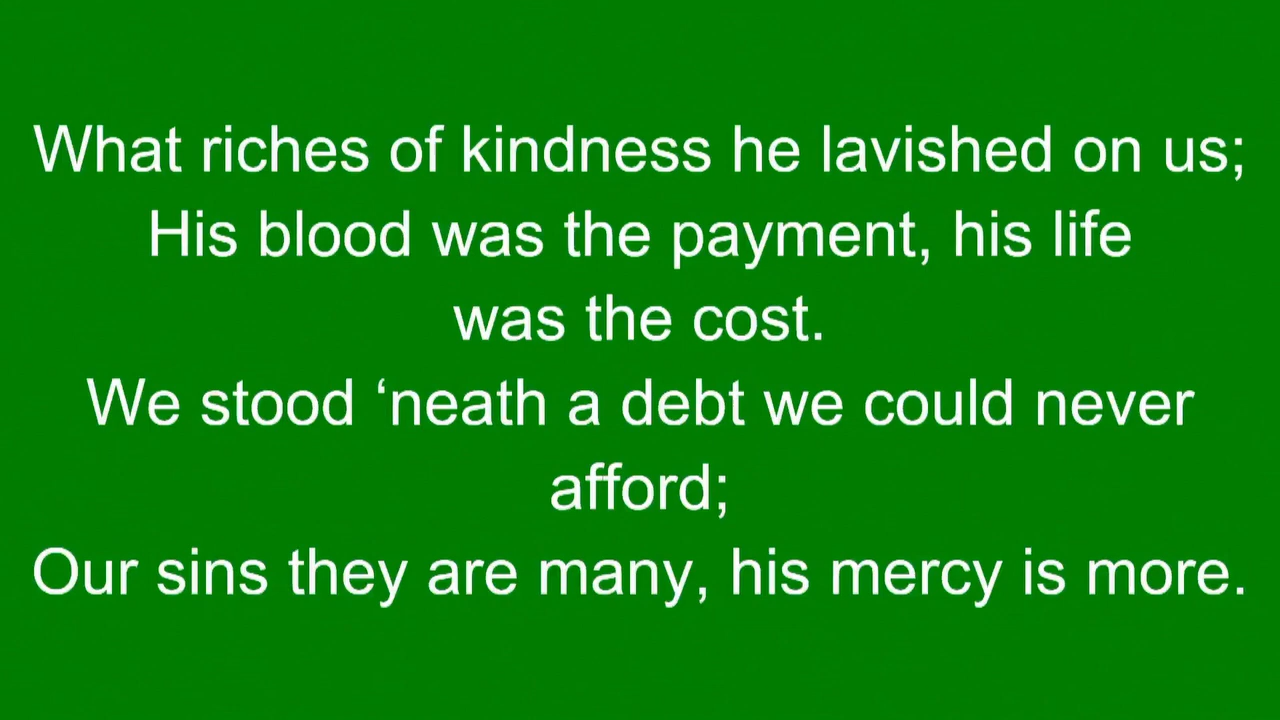 What riches of kindness he lavished on us;
His blood was the payment, his life
was the cost.
We stood ‘neath a debt we could never
afford;
Our sins they are many, his mercy is more.